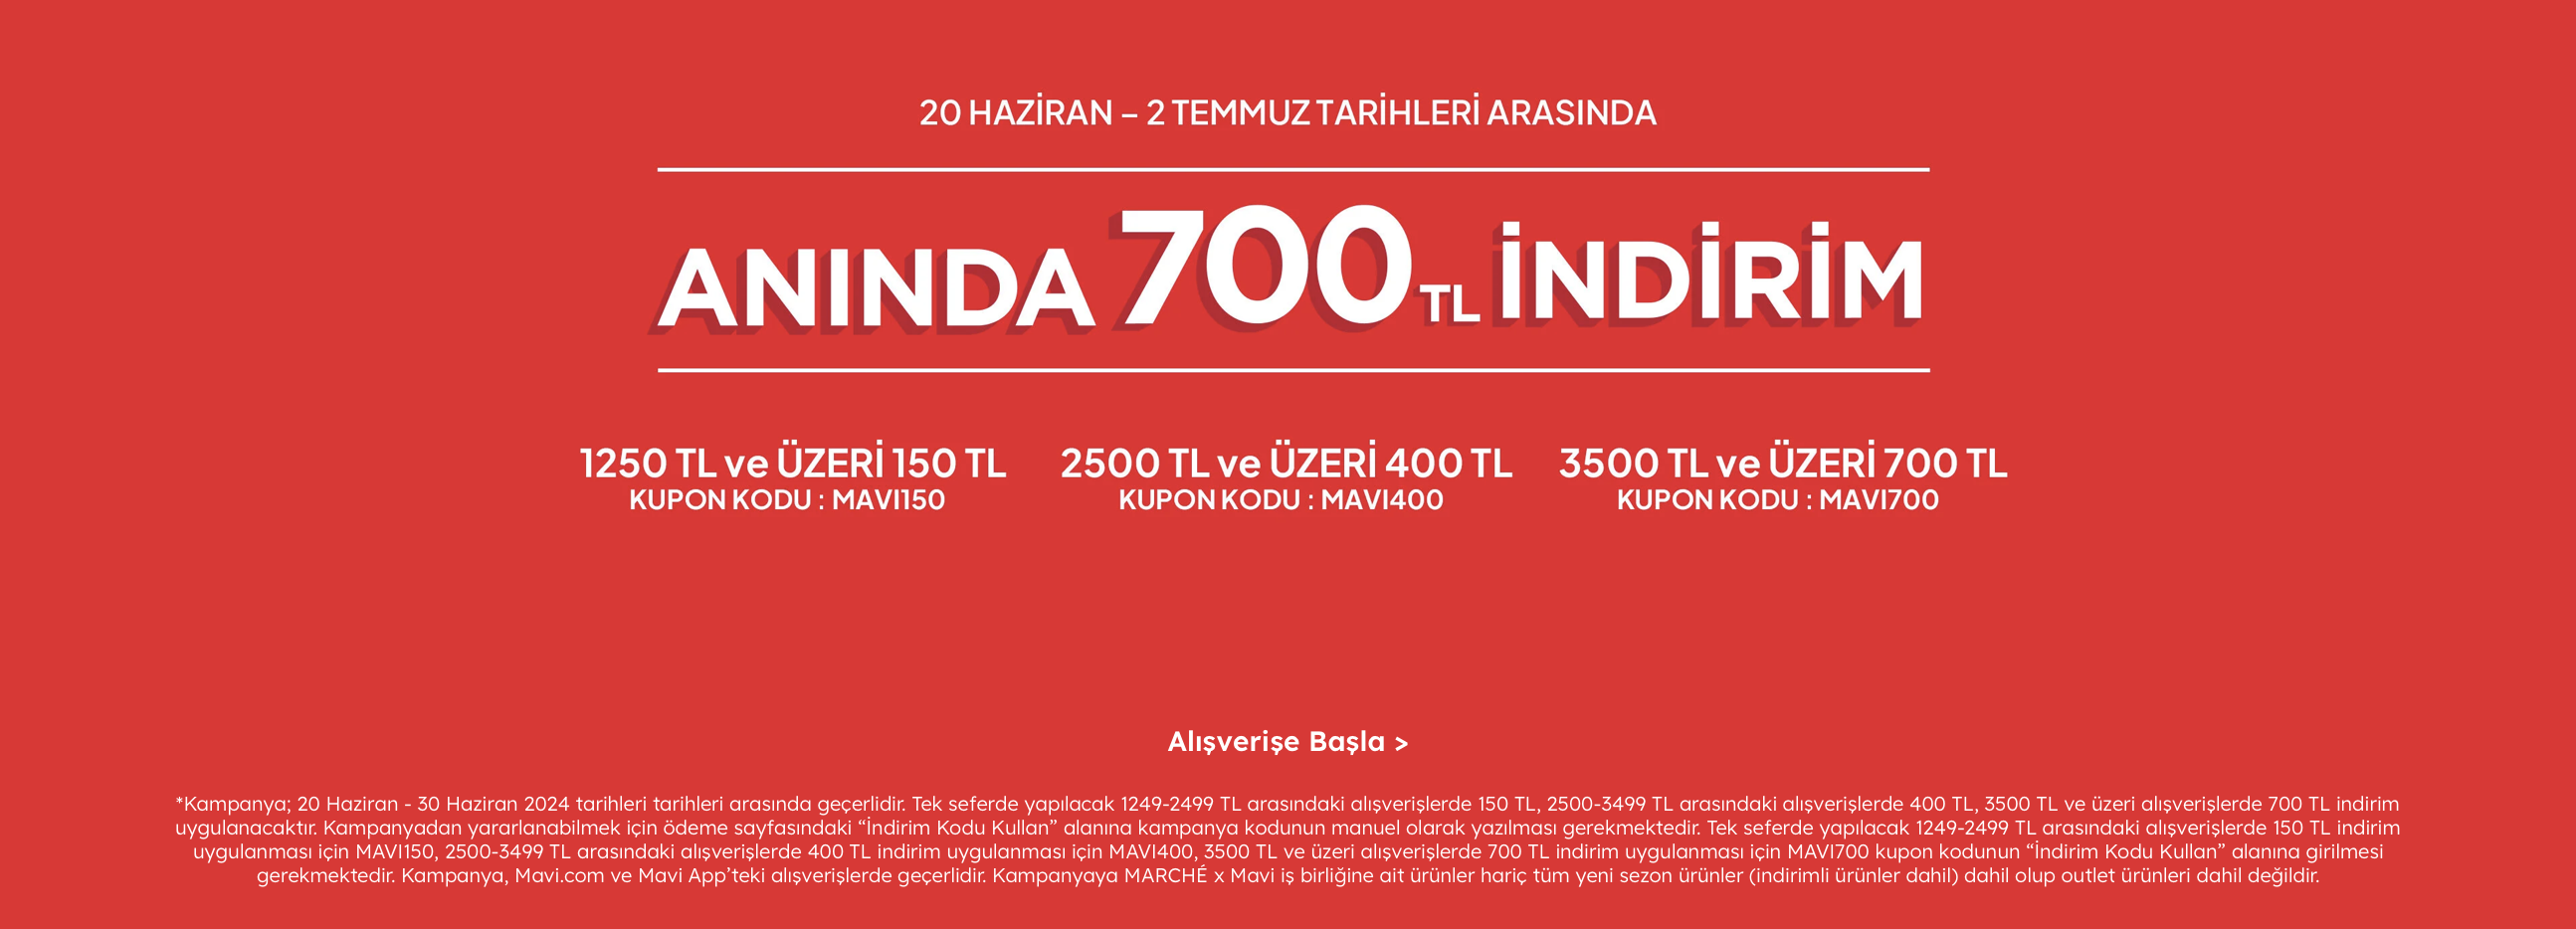 20 HAZİRAN – 2 TEMMUZ TARİHLERİ ARASINDA
ANINDA 700 TL İNDİRİM
1250 TL ve ÜZERİ 150 TL 2500 TL ve ÜZERİ 400 TL 3500 TL ve ÜZERİ 700 TL
KUPON KODU : MAVI150 KUPON KODU : MAVI400 KUPON KODU : MAVI700
Alışverişe Başla >
*Kampanya; 20 Haziran - 30 Haziran 2024 tarihleri tarihleri arasında geçerlidir. Tek seferde yapılacak 1249-2499 TL arasındaki alışverişlerde 150 TL, 2500-3499 TL arasındaki alışverişlerde 400 TL, 3500 TL ve üzeri alışverişlerde 700 TL indirim
uygulanacaktır. Kampanyadan yararlanabilmek için ödeme sayfasındaki “İndirim Kodu Kullan” alanına kampanya kodunun manuel olarak yazılması gerekmektedir. Tek seferde yapılacak 1249-2499 TL arasındaki alışverişlerde 150 TL indirim
uygulanması için MAVI150, 2500-3499 TL arasındaki alışverişlerde 400 TL indirim uygulanması için MAVI400, 3500 TL ve üzeri alışverişlerde 700 TL indirim uygulanması için MAVI700 kupon kodunun “İndirim Kodu Kullan” alanına girilmesi
gerekmektedir. Kampanya, Mavi.com ve Mavi App’teki alışverişlerde geçerlidir. Kampanyaya MARCHÉ x Mavi iş birliğine ait ürünler hariç tüm yeni sezon ürünler (indirimli ürünler dahil) dahil olup outlet ürünleri dahil değildir.